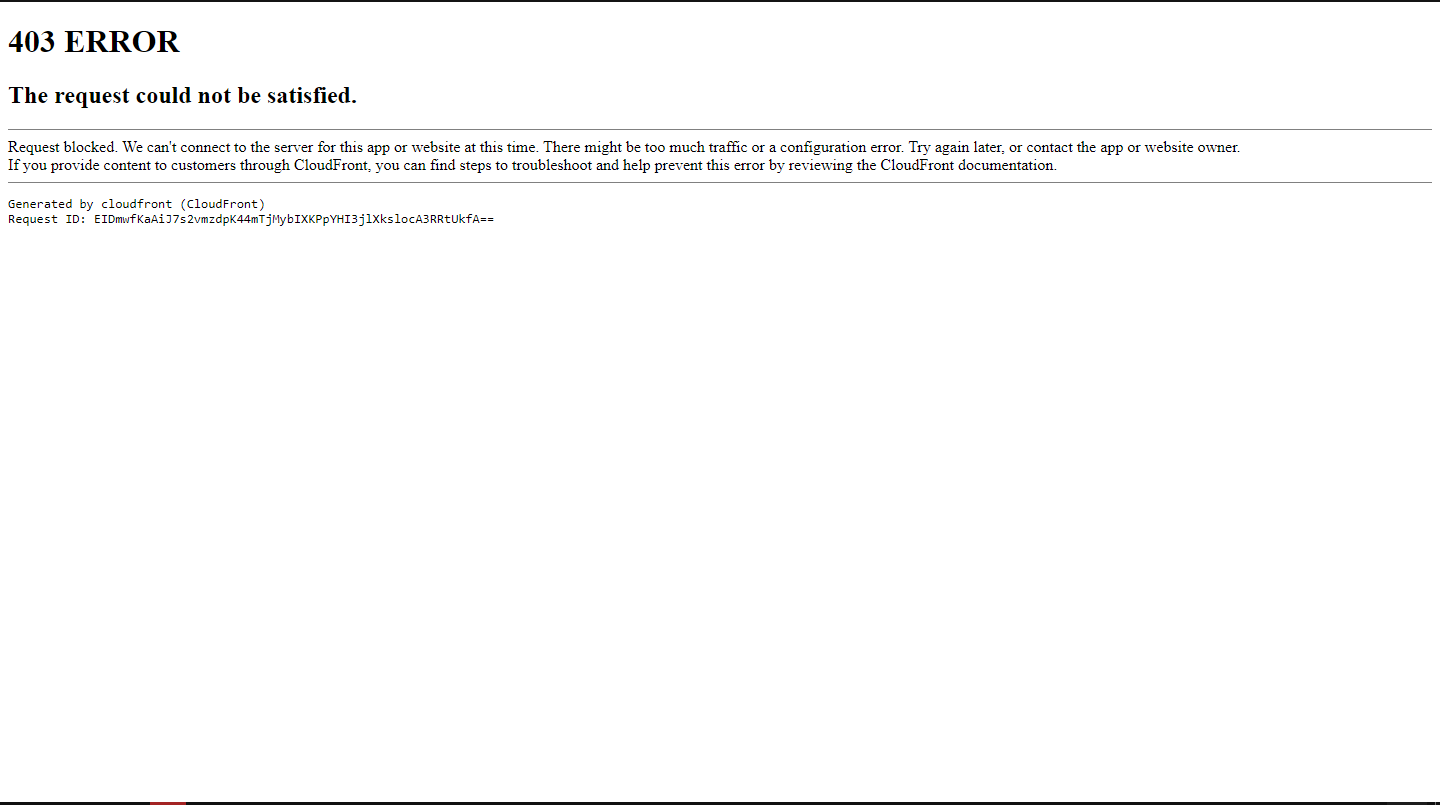 403 ERROR
The request could not be satisfied.
Request blocked. We can't connect to the server for this app or website at this time. There might be too much traffic or a configuration error. Try again later, or contact the app or website owner.
If you provide content to customers through CloudFront, you can find steps to troubleshoot and help prevent this error by reviewing the CloudFront documentation.
Generated by cloudfront (CloudFront)
Request ID: EIDmwfKaAiJ7s2vmzdpK44mTjMybIXKPpYHI3jlXkslocA3RRtUkfA==